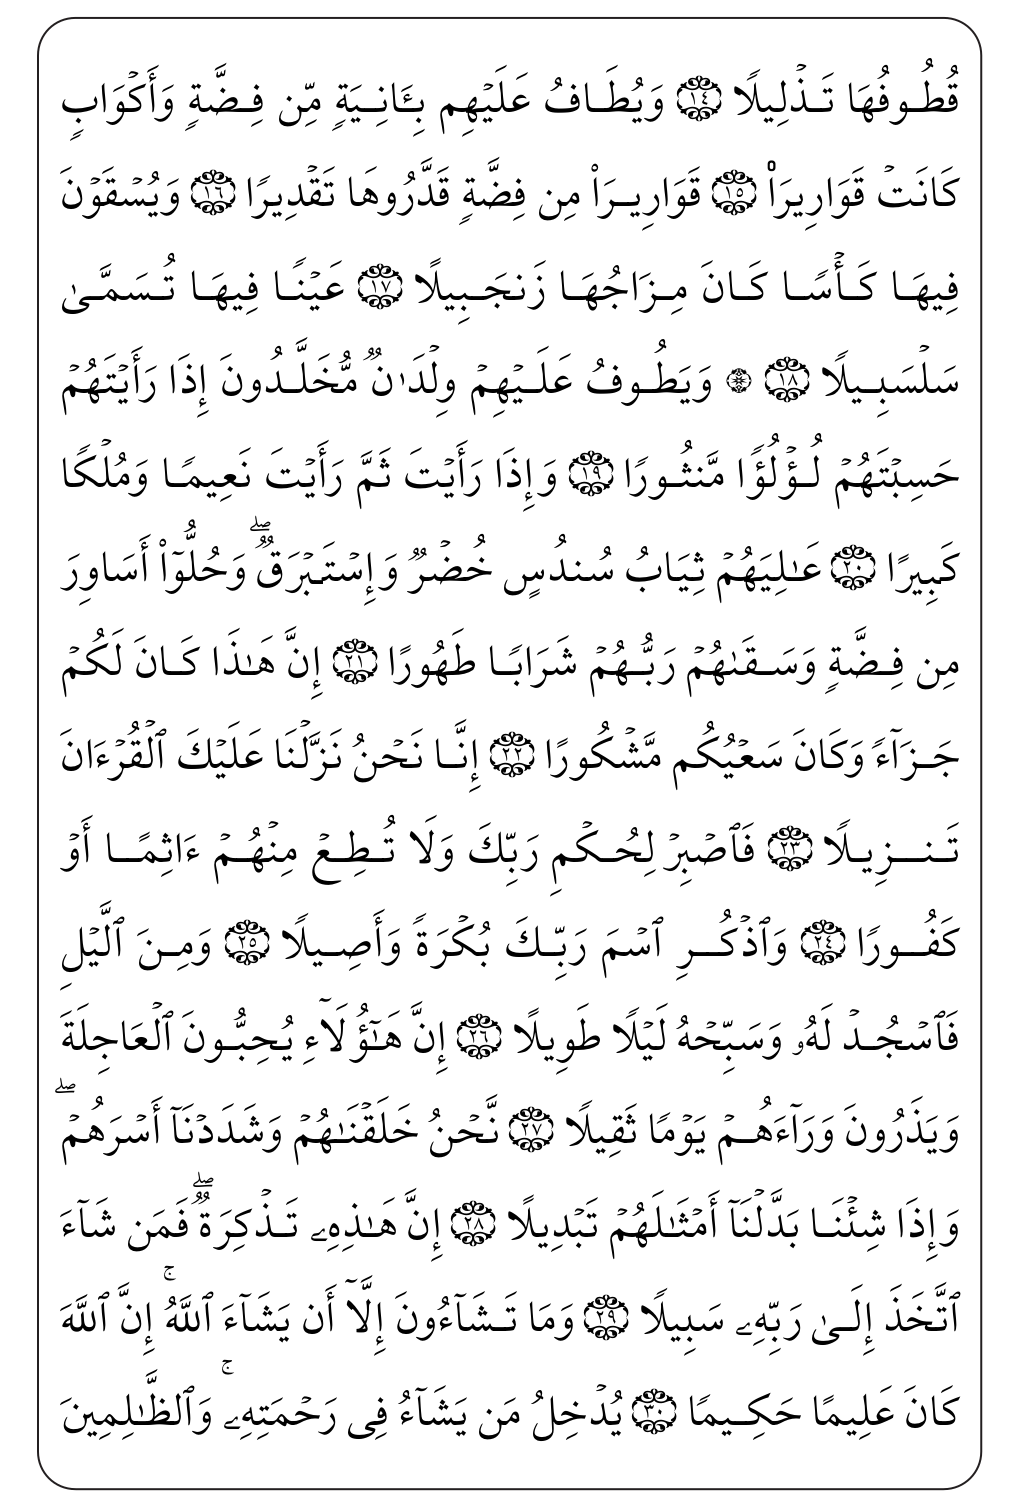 قُطُوفُهَا تَذۡلِيلٗا ١٤ وَيُطَافُ عَلَيۡهِم بِـَٔانِيَةٖ مِّن فِضَّةٖ وَأَكۡوَابٖ
كَانَتۡ قَوَارِيرَا۠ ١٥ قَوَارِيرَاْ مِن فِضَّةٖ قَدَّرُوهَا تَقۡدِيرٗا ١٦ وَيُسۡقَوۡنَ
فِيهَا كَأۡسٗا كَانَ مِزَاجُهَا زَنجَبِيلًا ١٧ عَيۡنٗا فِيهَا تُسَمَّىٰ
سَلۡسَبِيلٗا ١٨ ۞ وَيَطُوفُ عَلَيۡهِمۡ وِلۡدَٰنٞ مُّخَلَّدُونَ إِذَا رَأَيۡتَهُمۡ
حَسِبۡتَهُمۡ لُؤۡلُؤٗا مَّنثُورٗا ١٩ وَإِذَا رَأَيۡتَ ثَمَّ رَأَيۡتَ نَعِيمٗا وَمُلۡكٗا
كَبِيرًا ٢٠ عَٰلِيَهُمۡ ثِيَابُ سُندُسٍ خُضۡرٞ وَإِسۡتَبۡرَقٞۖ وَحُلُّوٓاْ أَسَاوِرَ
مِن فِضَّةٖ وَسَقَىٰهُمۡ رَبُّهُمۡ شَرَابٗا طَهُورًا ٢١ إِنَّ هَٰذَا كَانَ لَكُمۡ
جَزَآءٗ وَكَانَ سَعۡيُكُم مَّشۡكُورًا ٢٢ إِنَّا نَحۡنُ نَزَّلۡنَا عَلَيۡكَ ٱلۡقُرۡءَانَ
تَنزِيلٗا ٢٣ فَٱصۡبِرۡ لِحُكۡمِ رَبِّكَ وَلَا تُطِعۡ مِنۡهُمۡ ءَاثِمًا أَوۡ
كَفُورٗا ٢٤ وَٱذۡكُرِ ٱسۡمَ رَبِّكَ بُكۡرَةٗ وَأَصِيلٗا ٢٥ وَمِنَ ٱلَّيۡلِ
فَٱسۡجُدۡ لَهُۥ وَسَبِّحۡهُ لَيۡلٗا طَوِيلًا ٢٦ إِنَّ هَٰٓؤُلَآءِ يُحِبُّونَ ٱلۡعَاجِلَةَ
وَيَذَرُونَ وَرَآءَهُمۡ يَوۡمٗا ثَقِيلٗا ٢٧ نَّحۡنُ خَلَقۡنَٰهُمۡ وَشَدَدۡنَآ أَسۡرَهُمۡۖ
وَإِذَا شِئۡنَا بَدَّلۡنَآ أَمۡثَٰلَهُمۡ تَبۡدِيلًا ٢٨ إِنَّ هَٰذِهِۦ تَذۡكِرَةٞۖ فَمَن شَآءَ
ٱتَّخَذَ إِلَىٰ رَبِّهِۦ سَبِيلٗا ٢٩ وَمَا تَشَآءُونَ إِلَّآ أَن يَشَآءَ ٱللَّهُۚ إِنَّ ٱللَّهَ
كَانَ عَلِيمًا حَكِيمٗا ٣٠ يُدۡخِلُ مَن يَشَآءُ فِي رَحۡمَتِهِۦۚ وَٱلظَّٰلِمِينَ